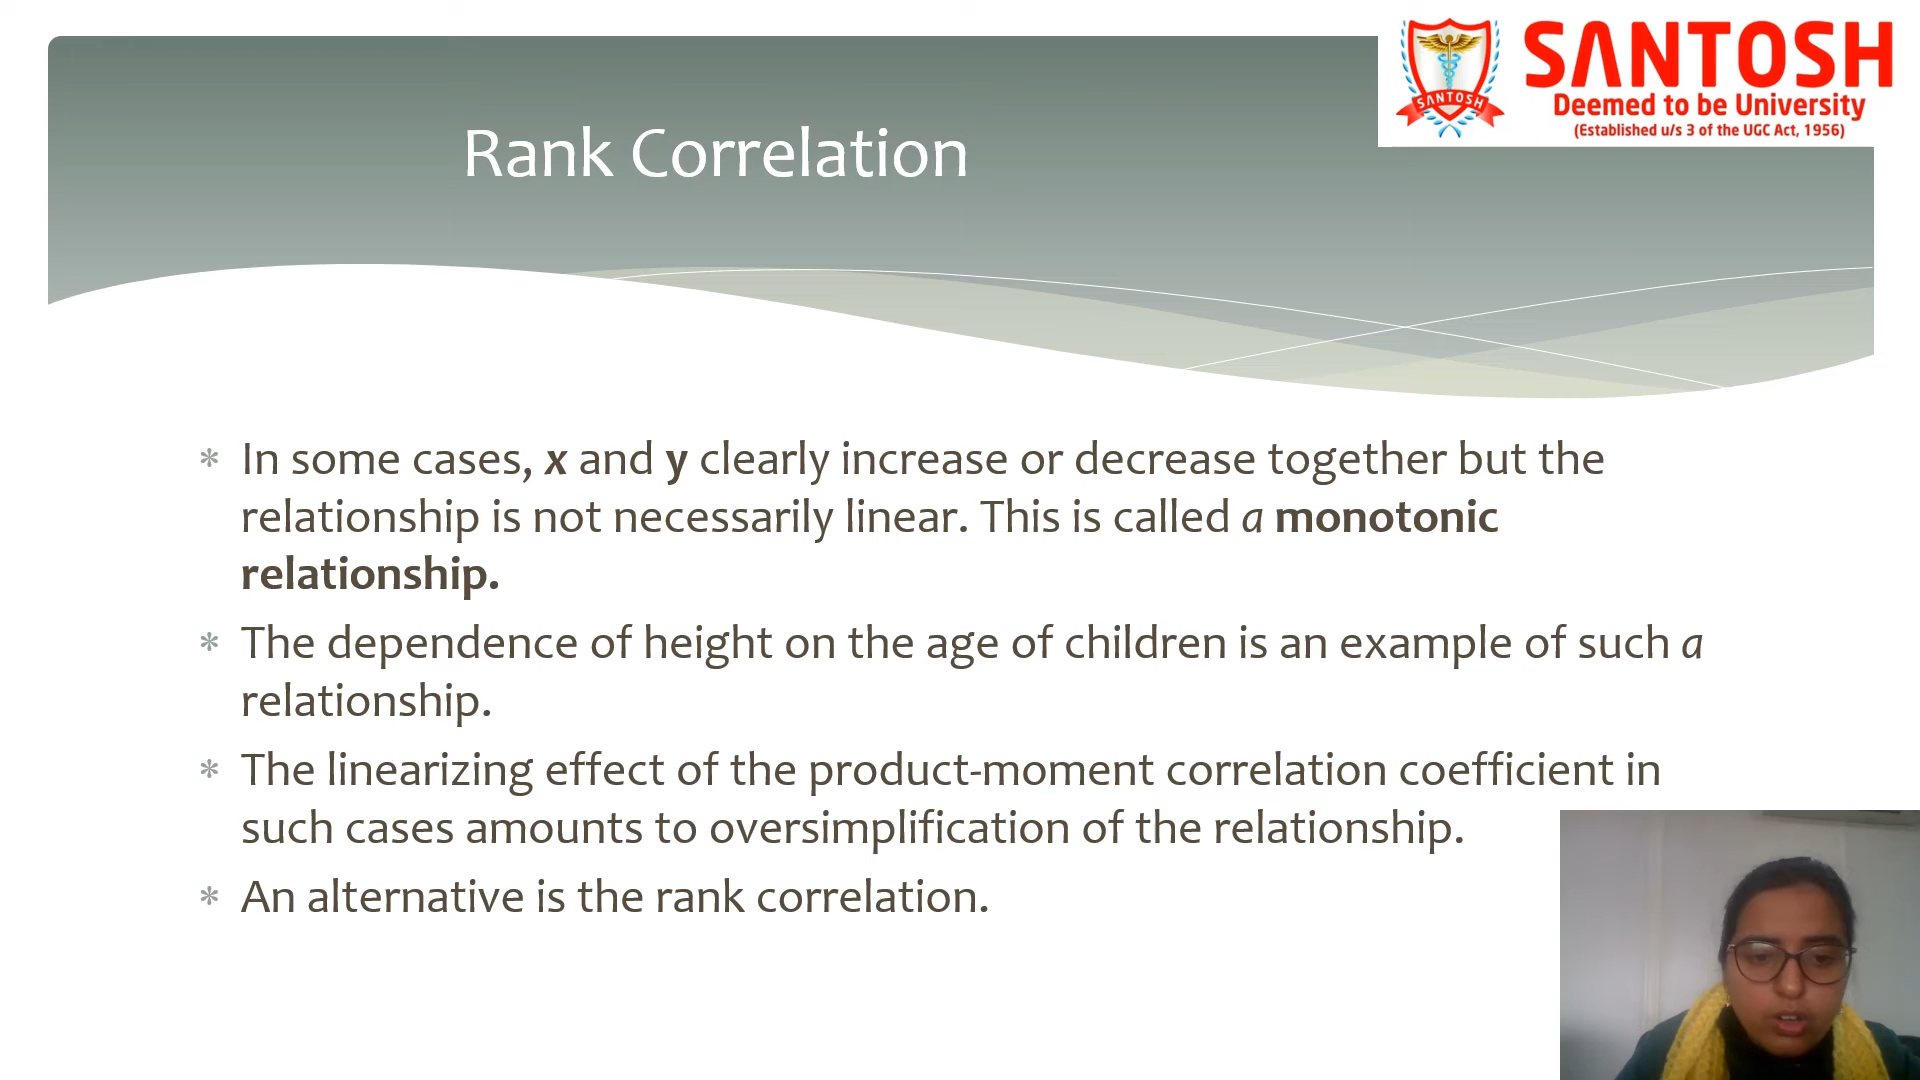 SANTOSH
SANTOSH
Deemed to be University
(Established u/s 3 of the UGC Act, 1956)
Rank Correlation
* In some cases, x and y clearly increase or decrease together but the
relationship is not necessarily linear. This is called a monotonic
relationship.
* The dependence of height on the age of children is an example of such a
relationship.
* The linearizing effect of the product-moment correlation coefficient in
such cases amounts to oversimplification of the relationship.
* An alternative is the rank correlation.